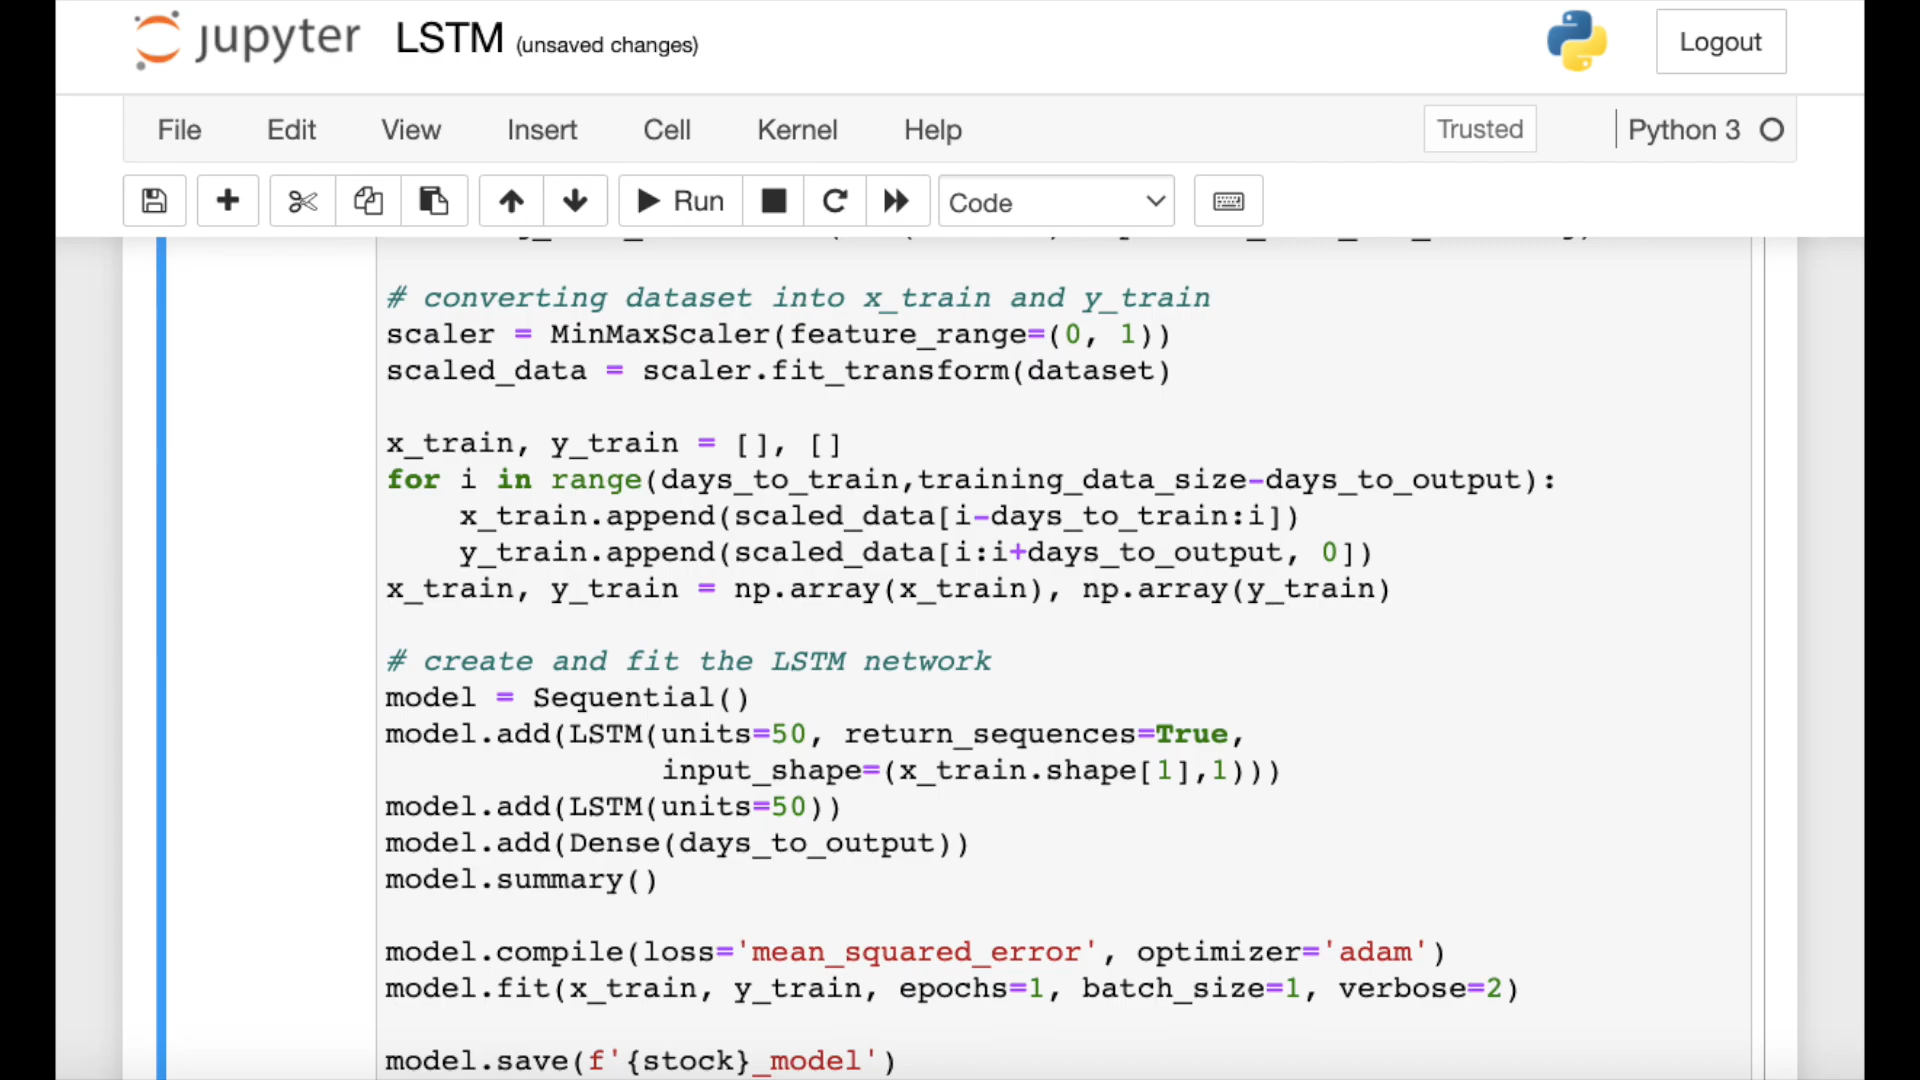 jupyter LSTM (unsaved changes) Logout
File Edit View Insert Cell Kernel Help Trusted Python 3
Run Code
# converting dataset into x_train and y_train
scaler = MinMaxScaler(feature_range=(0, 1))
scaled_data = scaler.fit_transform(dataset)
x_train, y_train = [], []
for i in range(days_to_train,training_data_size-days_to_output):
    x_train.append(scaled_data[i-days_to_train:i])
    y_train.append(scaled_data[i:i+days_to_output, 0])
x_train, y_train = np.array(x_train), np.array(y_train)
# create and fit the LSTM network
model = Sequential()
model.add(LSTM(units=50, return_sequences=True,
               input_shape=(x_train.shape[1],1)))
model.add(LSTM(units=50))
model.add(Dense(days_to_output))
model.summary()
model.compile(loss='mean_squared_error', optimizer='adam')
model.fit(x_train, y_train, epochs=1, batch_size=1, verbose=2)
model.save(f'{stock}_model')